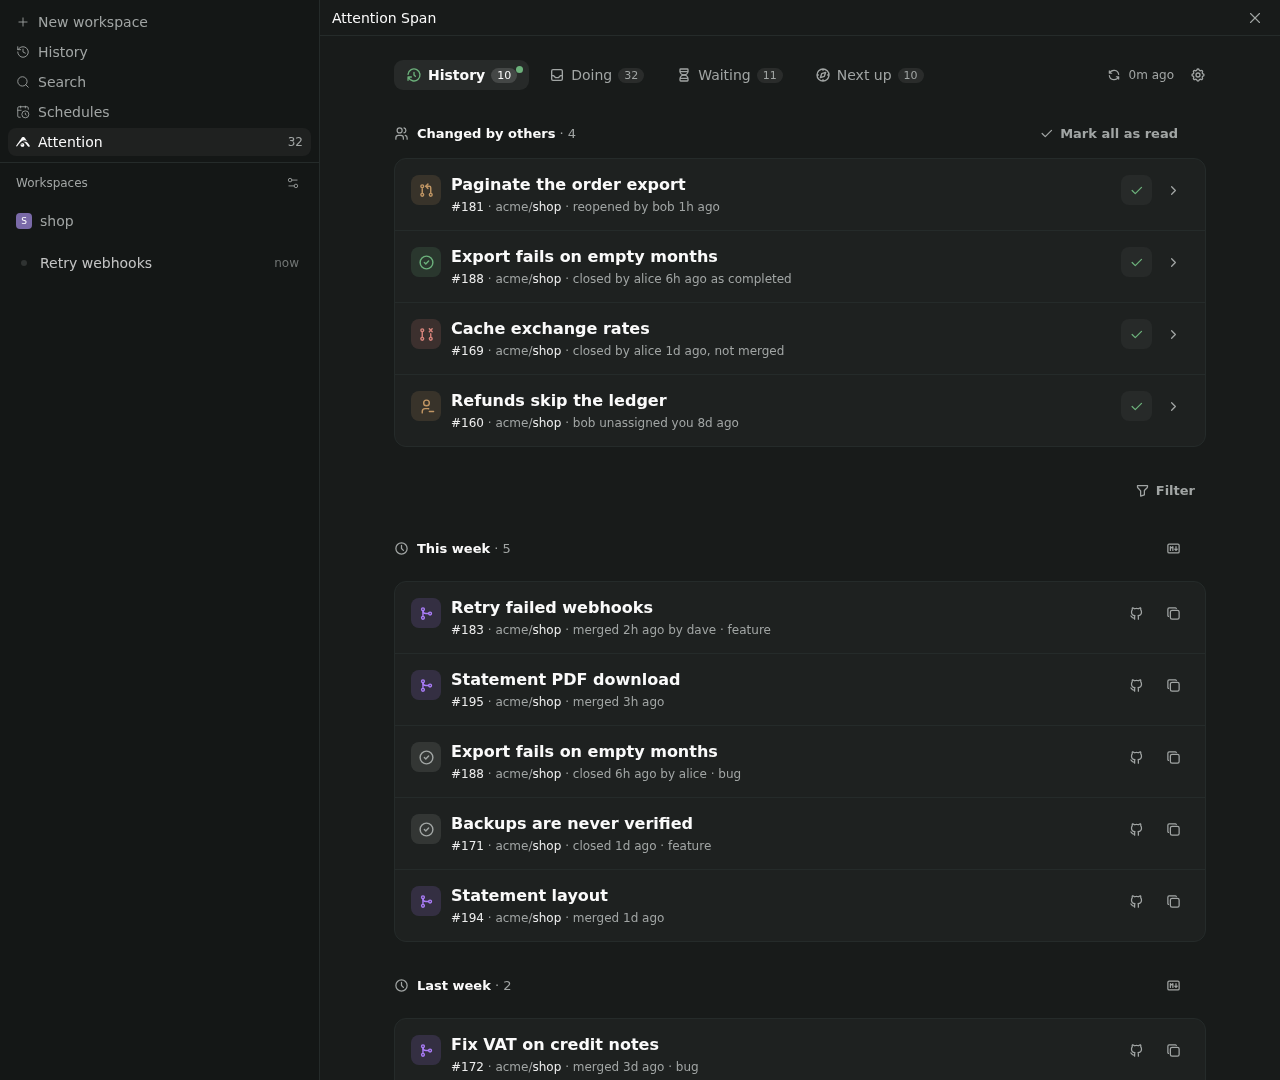 New workspace
History
Search
Schedules
Attention 32
Workspaces
S shop
Retry webhooks now
Attention Span
History 10 Doing 32 Waiting 11 Next up 10 0m ago
Changed by others · 4 Mark all as read
Paginate the order export
#181 · acme/shop · reopened by bob 1h ago
Export fails on empty months
#188 · acme/shop · closed by alice 6h ago as completed
Cache exchange rates
#169 · acme/shop · closed by alice 1d ago, not merged
Refunds skip the ledger
#160 · acme/shop · bob unassigned you 8d ago
Filter
This week · 5
Retry failed webhooks
#183 · acme/shop · merged 2h ago by dave · feature
Statement PDF download
#195 · acme/shop · merged 3h ago
Export fails on empty months
#188 · acme/shop · closed 6h ago by alice · bug
Backups are never verified
#171 · acme/shop · closed 1d ago · feature
Statement layout
#194 · acme/shop · merged 1d ago
Last week · 2
Fix VAT on credit notes
#172 · acme/shop · merged 3d ago · bug